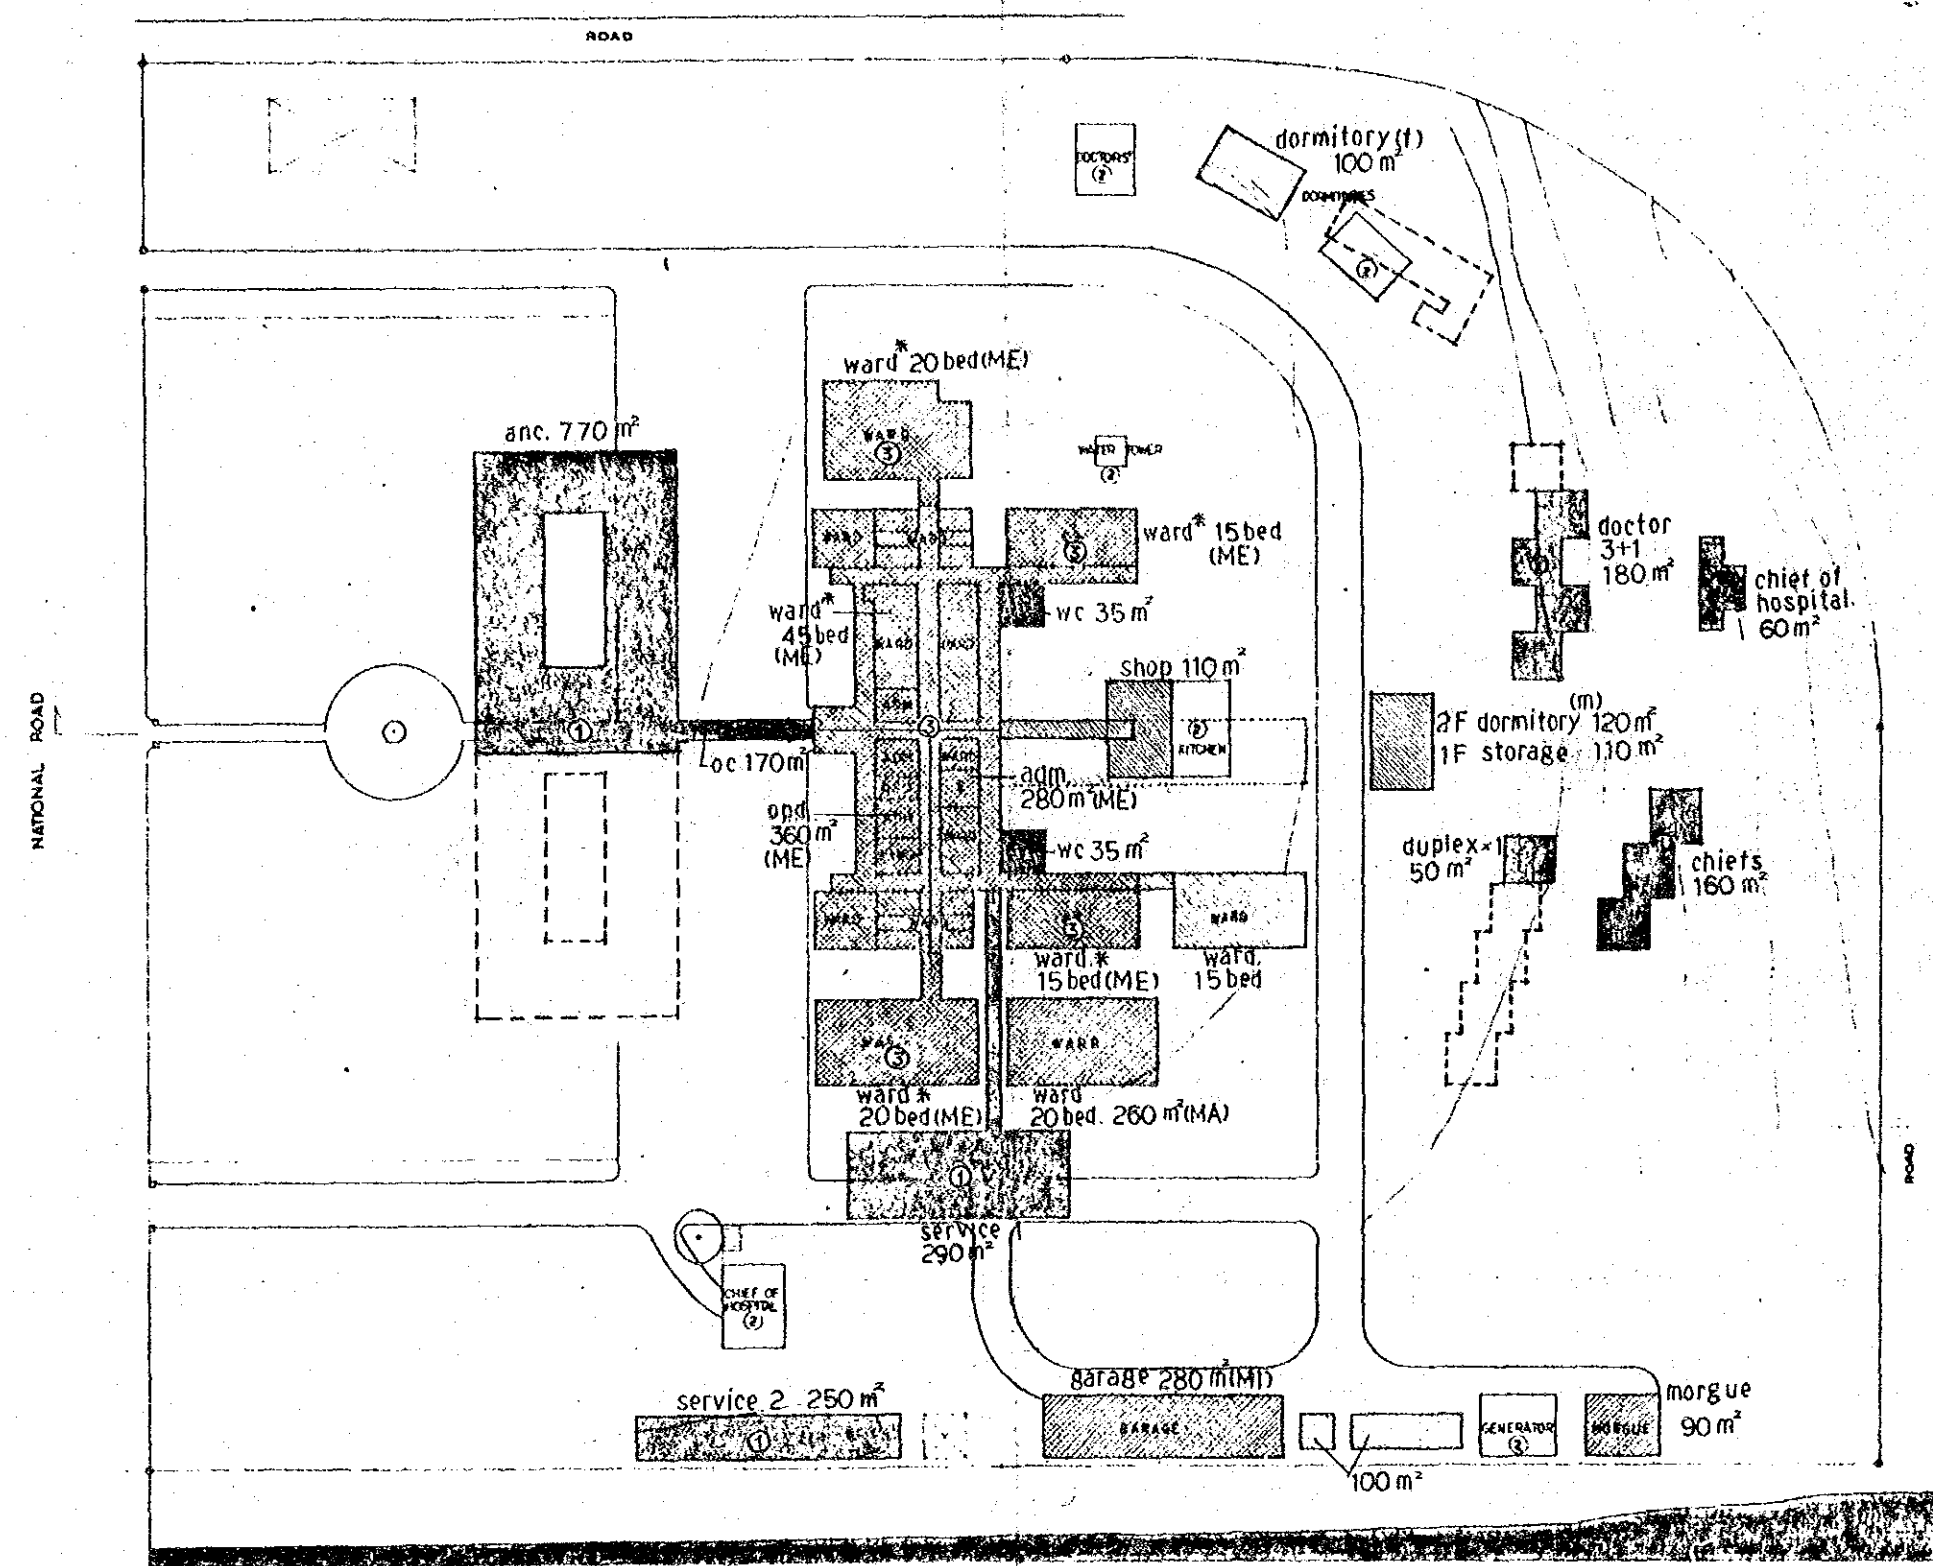 ROAD
dormitory (f)
100 m²
DOCTORS'
②
DORMITORIES
②
ward* 20 bed (ME)
WARD
③
anc. 770 m²
WATER TOWER
②
WARD
WARD
③
ward* 15 bed
(ME)
doctor
3+1
180 m²
chief of
hospital.
60 m²
ward*
45 bed
(ME)
wc 35 m²
WARD
WARD
ADM
shop 110 m²
NATIONAL ROAD
①
③
②
KITCHEN
(m)
2F dormitory 120 m²
1F storage 110 m²
oc 170 m²
ADM
WARD
adm.
280 m² (ME)
opd
360 m²
(ME)
wc 35 m²
duplex×1
50 m²
chiefs
160 m²
WARD
③
WARD
ward.*
15 bed (ME)
ward.
15 bed
③
WARD
ward*
20 bed (ME)
ward
20 bed. 260 m² (MA)
ROAD
①
service 1
290 m²
CHIEF OF
HOSPITAL
②
service 2 250 m²
①
garage 280 m² (MI)
GARAGE
100 m²
GENERATOR
②
MORGUE
morgue
90 m²